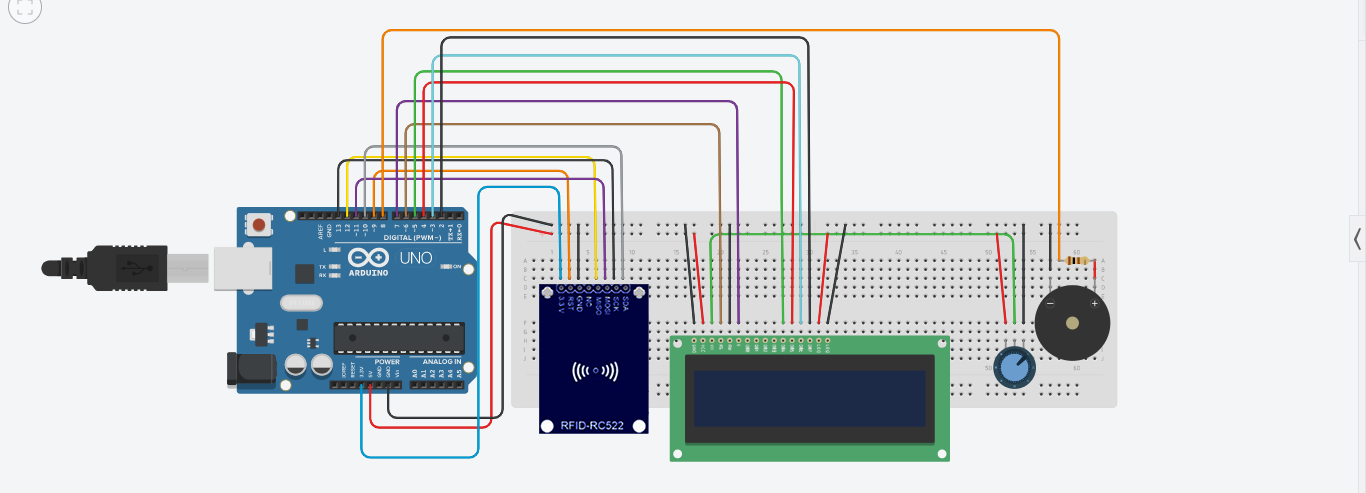 13
12
~11
~10
~9
8
7
~6
~5
4
~3
2
TX→1
RX←0
AREF
GND
DIGITAL (PWM~)
L
TX
RX
UNO
ARDUINO
ON
POWER
ANALOG IN
IOREF
RESET
3.3V
5V
GND
GND
Vin
A0
A1
A2
A3
A4
A5
3.3V
RST
GND
NC
MISO
MOSI
SCK
SDA
RFID-RC522
1
5
10
15
20
25
30
35
55
60
A
B
C
D
E
50
60
−
+